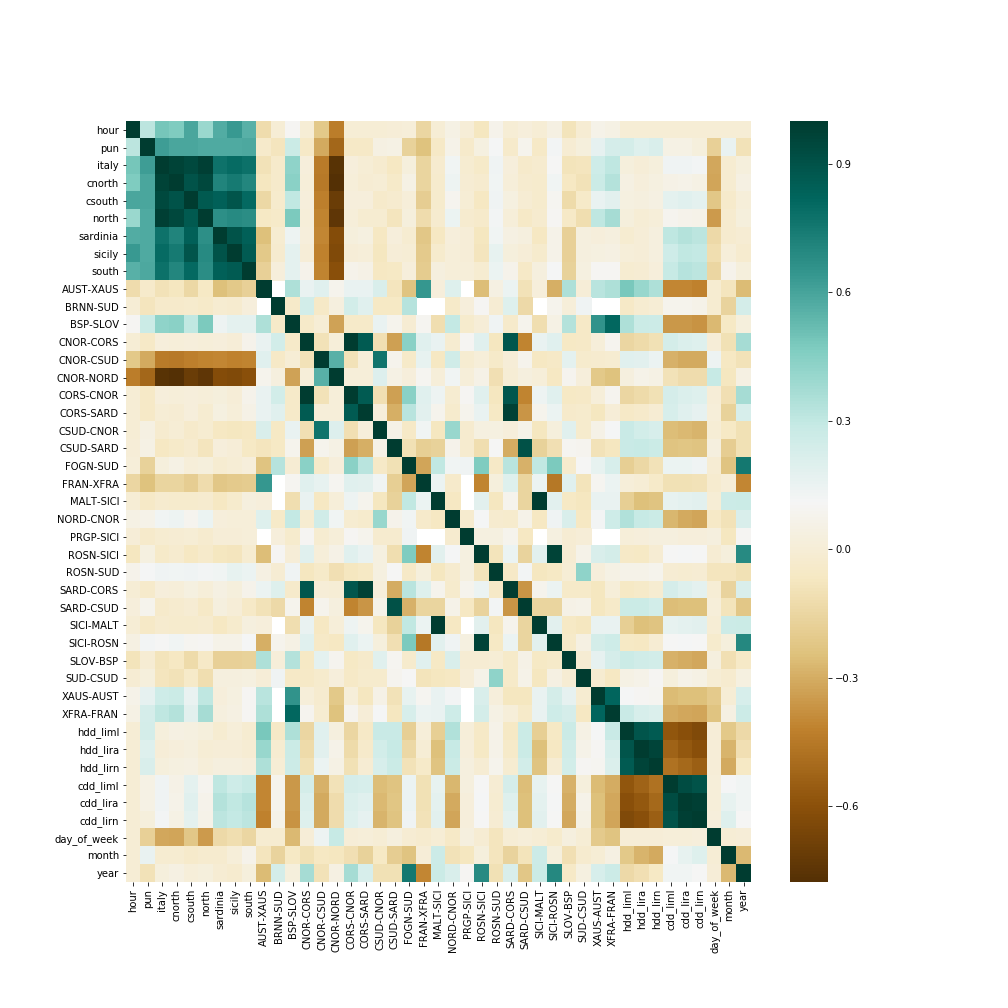 hour
pun
italy
cnorth
csouth
north
sardinia
sicily
south
AUST-XAUS
BRNN-SUD
BSP-SLOV
CNOR-CORS
CNOR-CSUD
CNOR-NORD
CORS-CNOR
CORS-SARD
CSUD-CNOR
CSUD-SARD
FOGN-SUD
FRAN-XFRA
MALT-SICI
NORD-CNOR
PRGP-SICI
ROSN-SICI
ROSN-SUD
SARD-CORS
SARD-CSUD
SICI-MALT
SICI-ROSN
SLOV-BSP
SUD-CSUD
XAUS-AUST
XFRA-FRAN
hdd_liml
hdd_lira
hdd_lirn
cdd_liml
cdd_lira
cdd_lirn
day_of_week
month
year
hour
pun
italy
cnorth
csouth
north
sardinia
sicily
south
AUST-XAUS
BRNN-SUD
BSP-SLOV
CNOR-CORS
CNOR-CSUD
CNOR-NORD
CORS-CNOR
CORS-SARD
CSUD-CNOR
CSUD-SARD
FOGN-SUD
FRAN-XFRA
MALT-SICI
NORD-CNOR
PRGP-SICI
ROSN-SICI
ROSN-SUD
SARD-CORS
SARD-CSUD
SICI-MALT
SICI-ROSN
SLOV-BSP
SUD-CSUD
XAUS-AUST
XFRA-FRAN
hdd_liml
hdd_lira
hdd_lirn
cdd_liml
cdd_lira
cdd_lirn
day_of_week
month
year
0.9
0.6
0.3
0.0
−0.3
−0.6